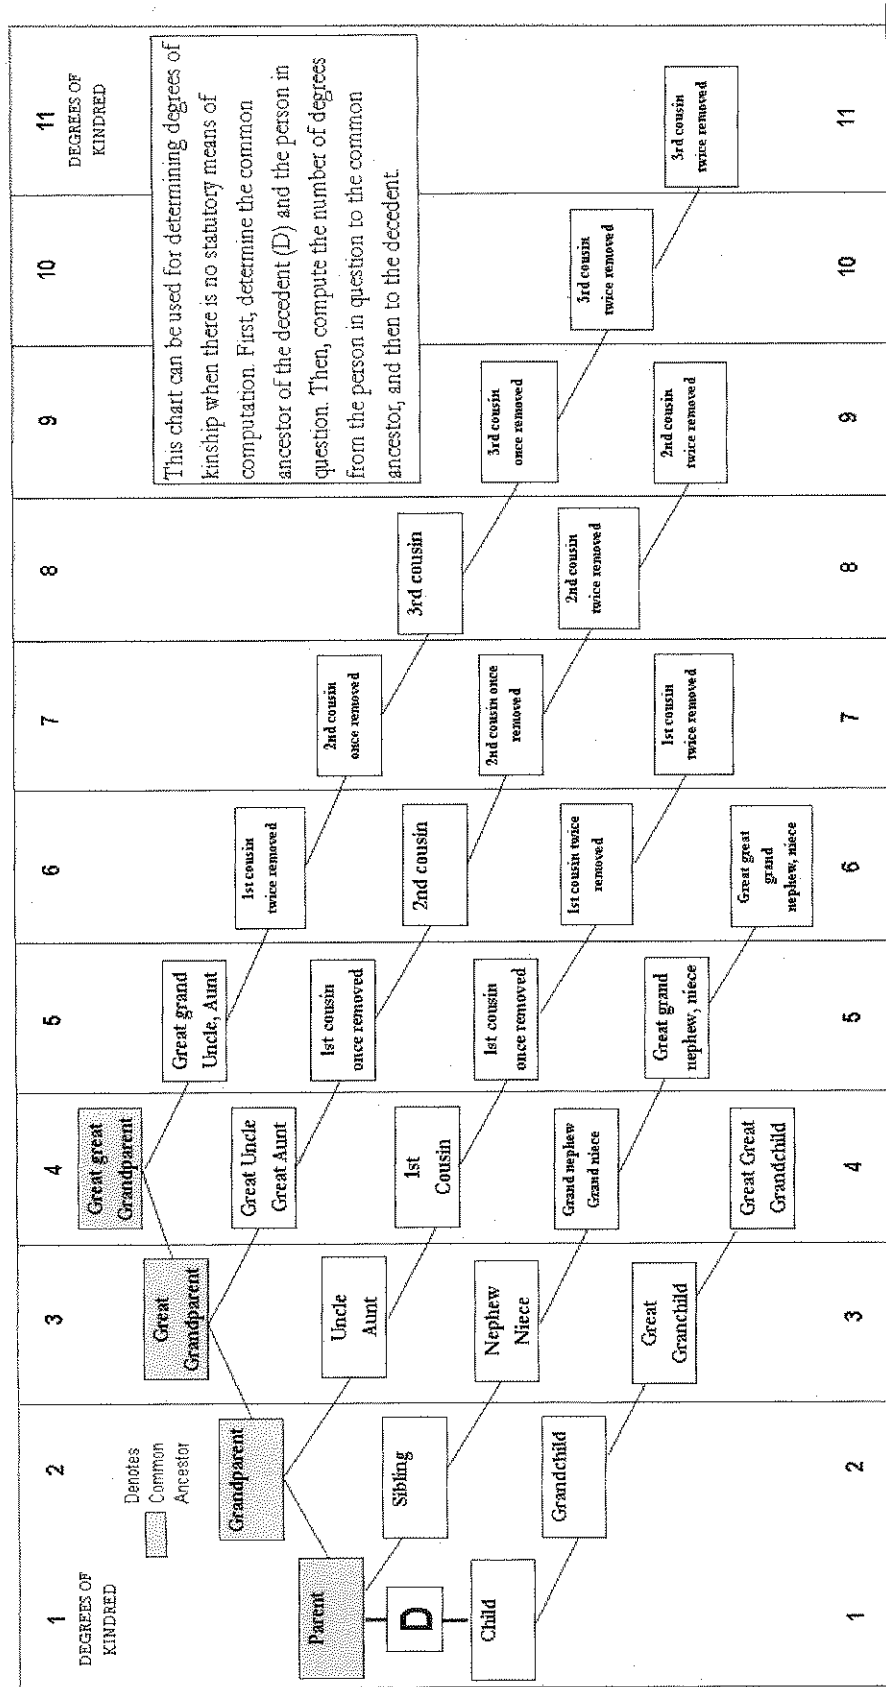 1 2 3 4 5 6 7 8 9 10 11
DEGREES OF
KINDRED
Denotes
Common
Ancestor
DEGREES OF
KINDRED
This chart can be used for determining degrees of
kinship when there is no statutory means of
computation. First, determine the common
ancestor of the decedent (D) and the person in
question. Then, compute the number of degrees
from the person in question to the common
ancestor, and then to the decedent.
Great great
Grandparent
Great
Grandparent
Great grand
Uncle, Aunt
Grandparent
Great Uncle
Great Aunt
1st cousin
twice removed
Parent
Uncle
Aunt
1st cousin
once removed
2nd cousin
once removed
D
Sibling
1st
Cousin
2nd cousin
3rd cousin
Child
Nephew
Niece
1st cousin
once removed
2nd cousin once
removed
3rd cousin
once removed
Grandchild
Grand nephew
Grand niece
1st cousin twice
removed
2nd cousin
twice removed
3rd cousin
twice removed
Great
Granchild
Great grand
nephew, niece
1st cousin
twice removed
2nd cousin
twice removed
3rd cousin
twice removed
Great Great
Grandchild
Great great
grand
nephew, niece
1 2 3 4 5 6 7 8 9 10 11